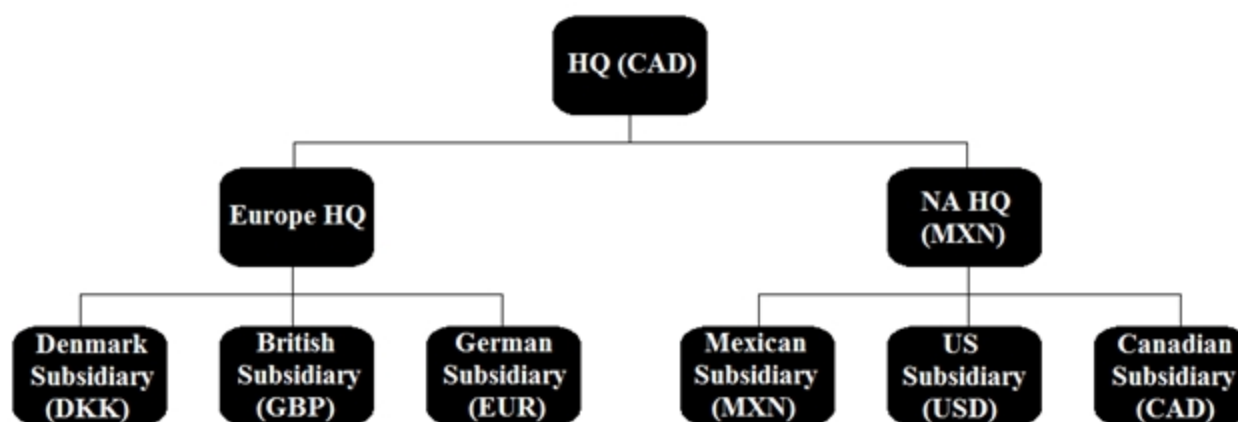 HQ (CAD)
Europe HQ
NA HQ
(MXN)
Denmark
Subsidiary
(DKK)
British
Subsidiary
(GBP)
German
Subsidiary
(EUR)
Mexican
Subsidiary
(MXN)
US
Subsidiary
(USD)
Canadian
Subsidiary
(CAD)